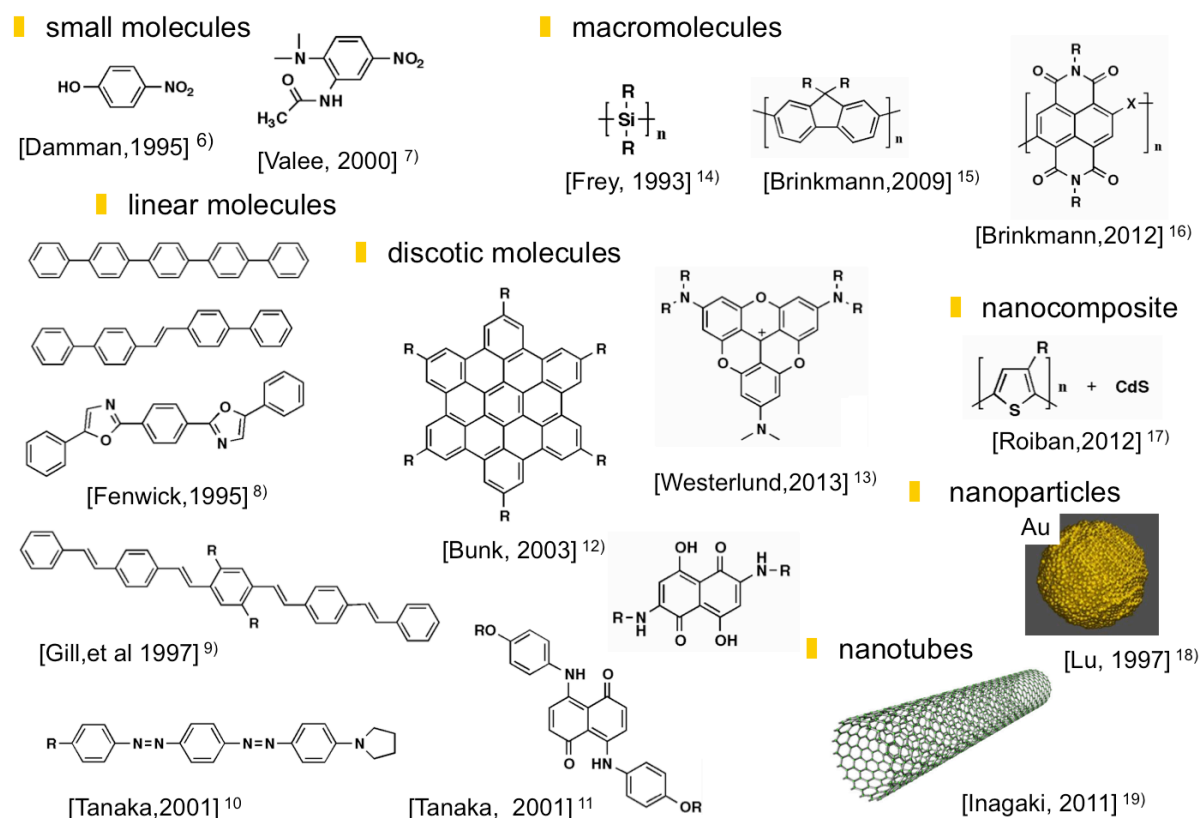 small molecules
HO
NO₂
[Damman,1995] ⁶⁾
N
NO₂
O
NH
H₃C
[Valee, 2000] ⁷⁾
linear molecules
N
O
O
N
[Fenwick,1995] ⁸⁾
R
R
[Gill,et al 1997] ⁹⁾
R
N=N
N=N
N
[Tanaka,2001] ¹⁰
discotic molecules
R
R
R
R
R
R
[Bunk, 2003] ¹²⁾
R
N
R
O
R
N
R
+
O
O
N
[Westerlund,2013] ¹³⁾
OH
O
H
N
R
R
N
H
O
OH
RO
NH
O
O
NH
OR
[Tanaka, 2001] ¹¹
macromolecules
R
Si
n
R
[Frey, 1993] ¹⁴⁾
R
R
n
[Brinkmann,2009] ¹⁵⁾
R
O
N
O
X
n
O
N
O
R
[Brinkmann,2012] ¹⁶⁾
nanocomposite
R
S
n
+ CdS
[Roiban,2012] ¹⁷⁾
nanoparticles
Au
[Lu, 1997] ¹⁸⁾
nanotubes
[Inagaki, 2011] ¹⁹⁾